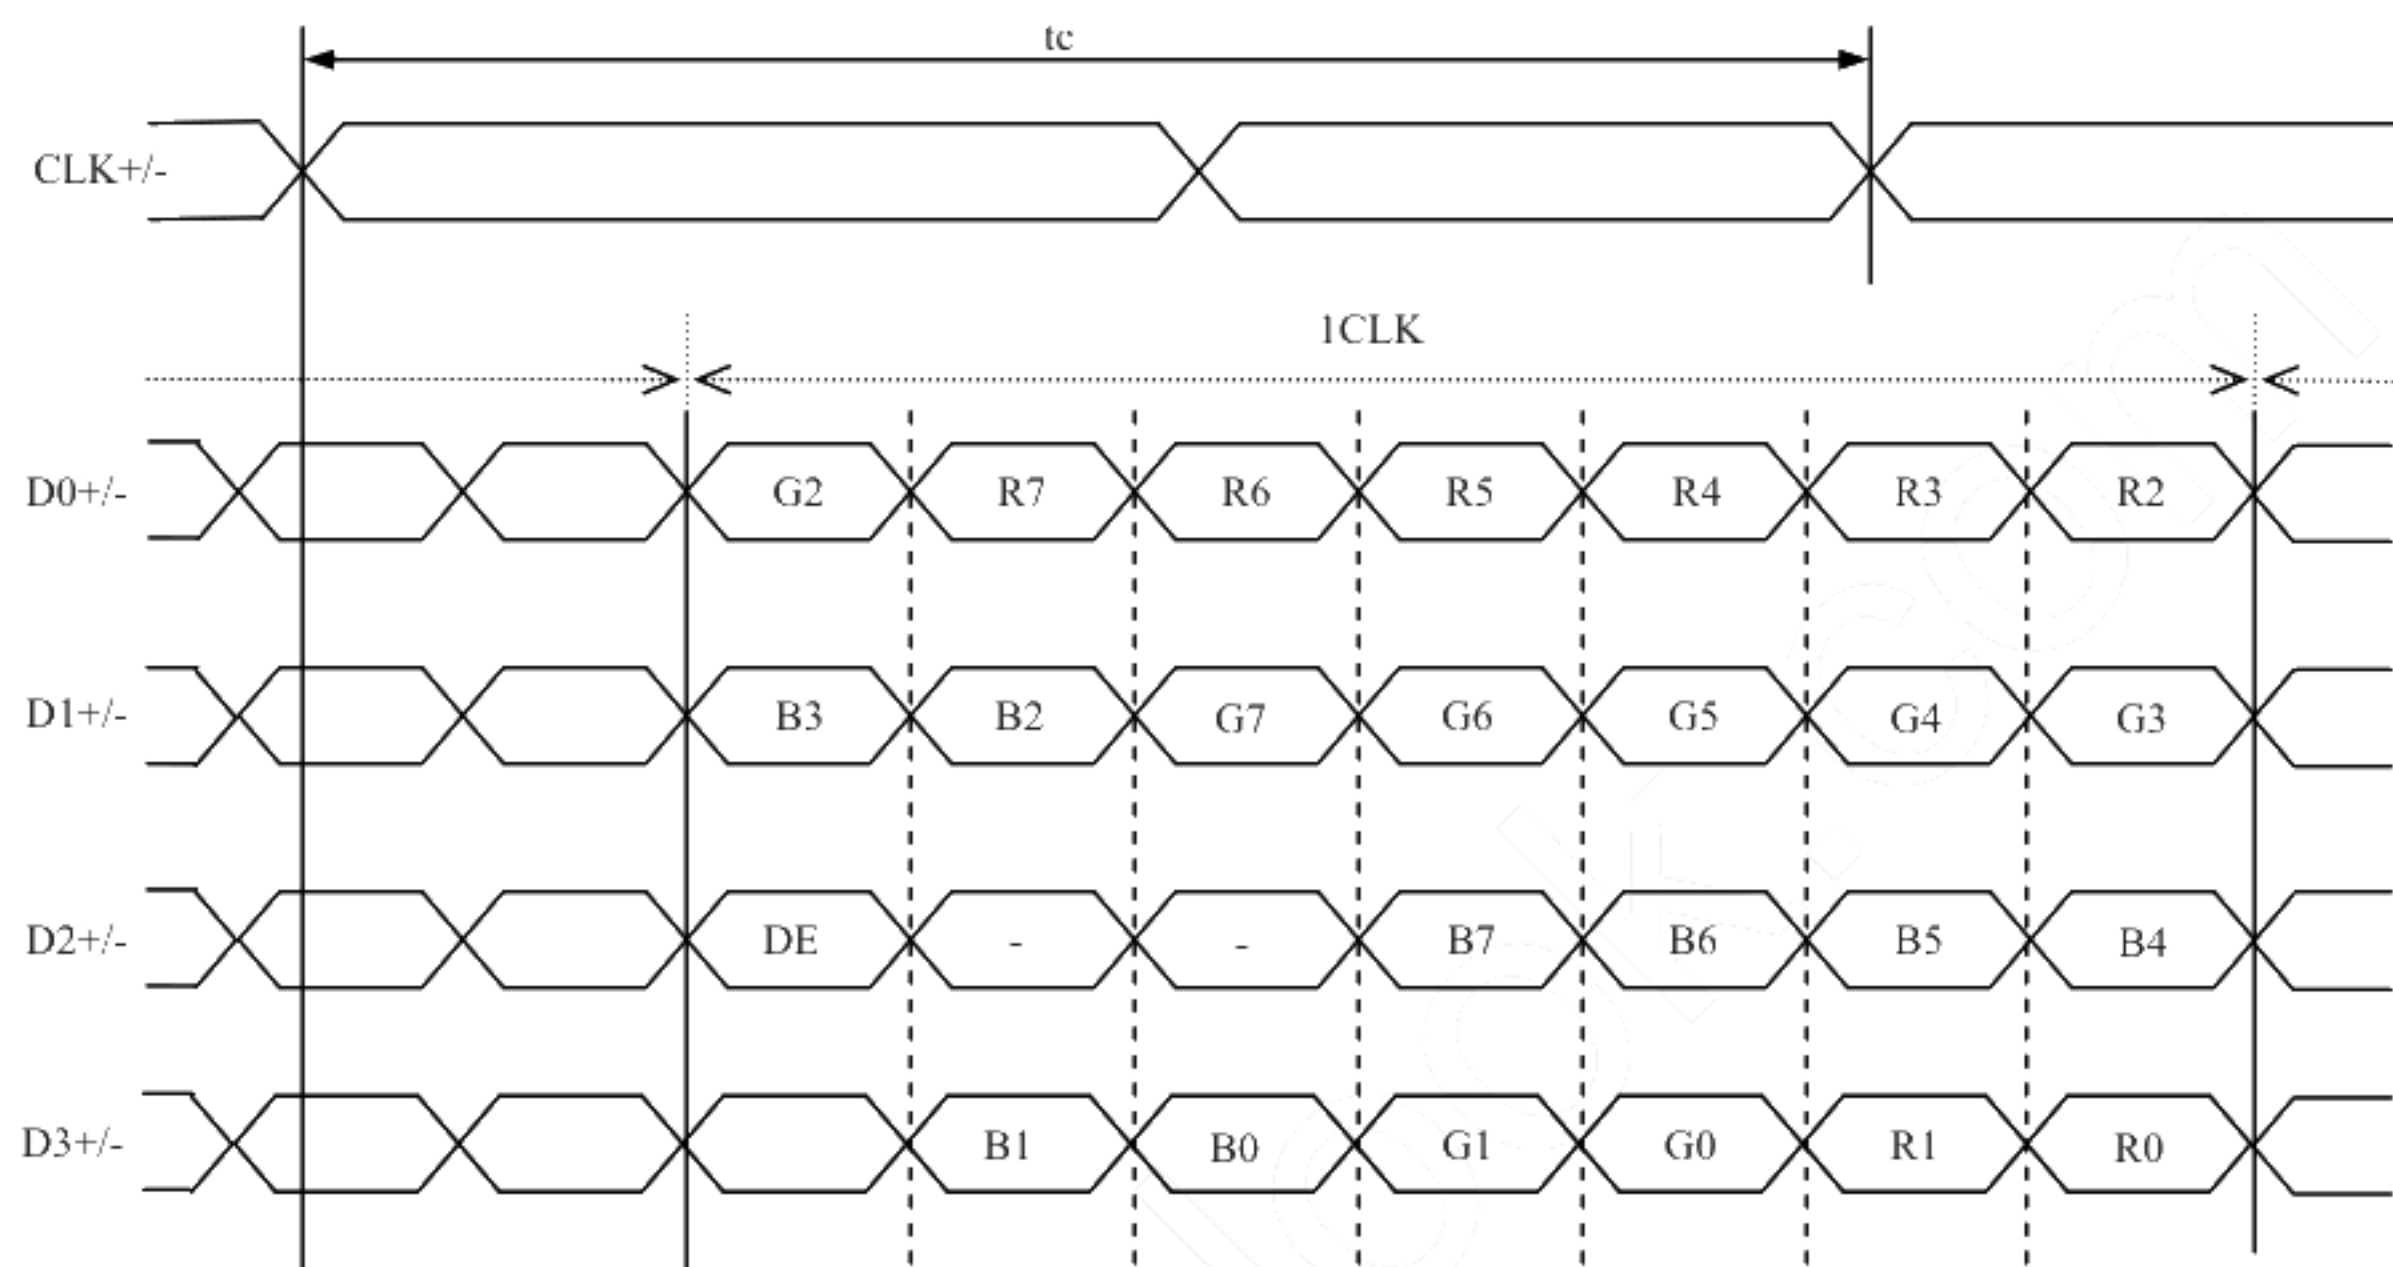 tc
CLK+/-
1CLK
D0+/- G2 R7 R6 R5 R4 R3 R2
D1+/- B3 B2 G7 G6 G5 G4 G3
D2+/- DE - - B7 B6 B5 B4
D3+/- B1 B0 G1 G0 R1 R0